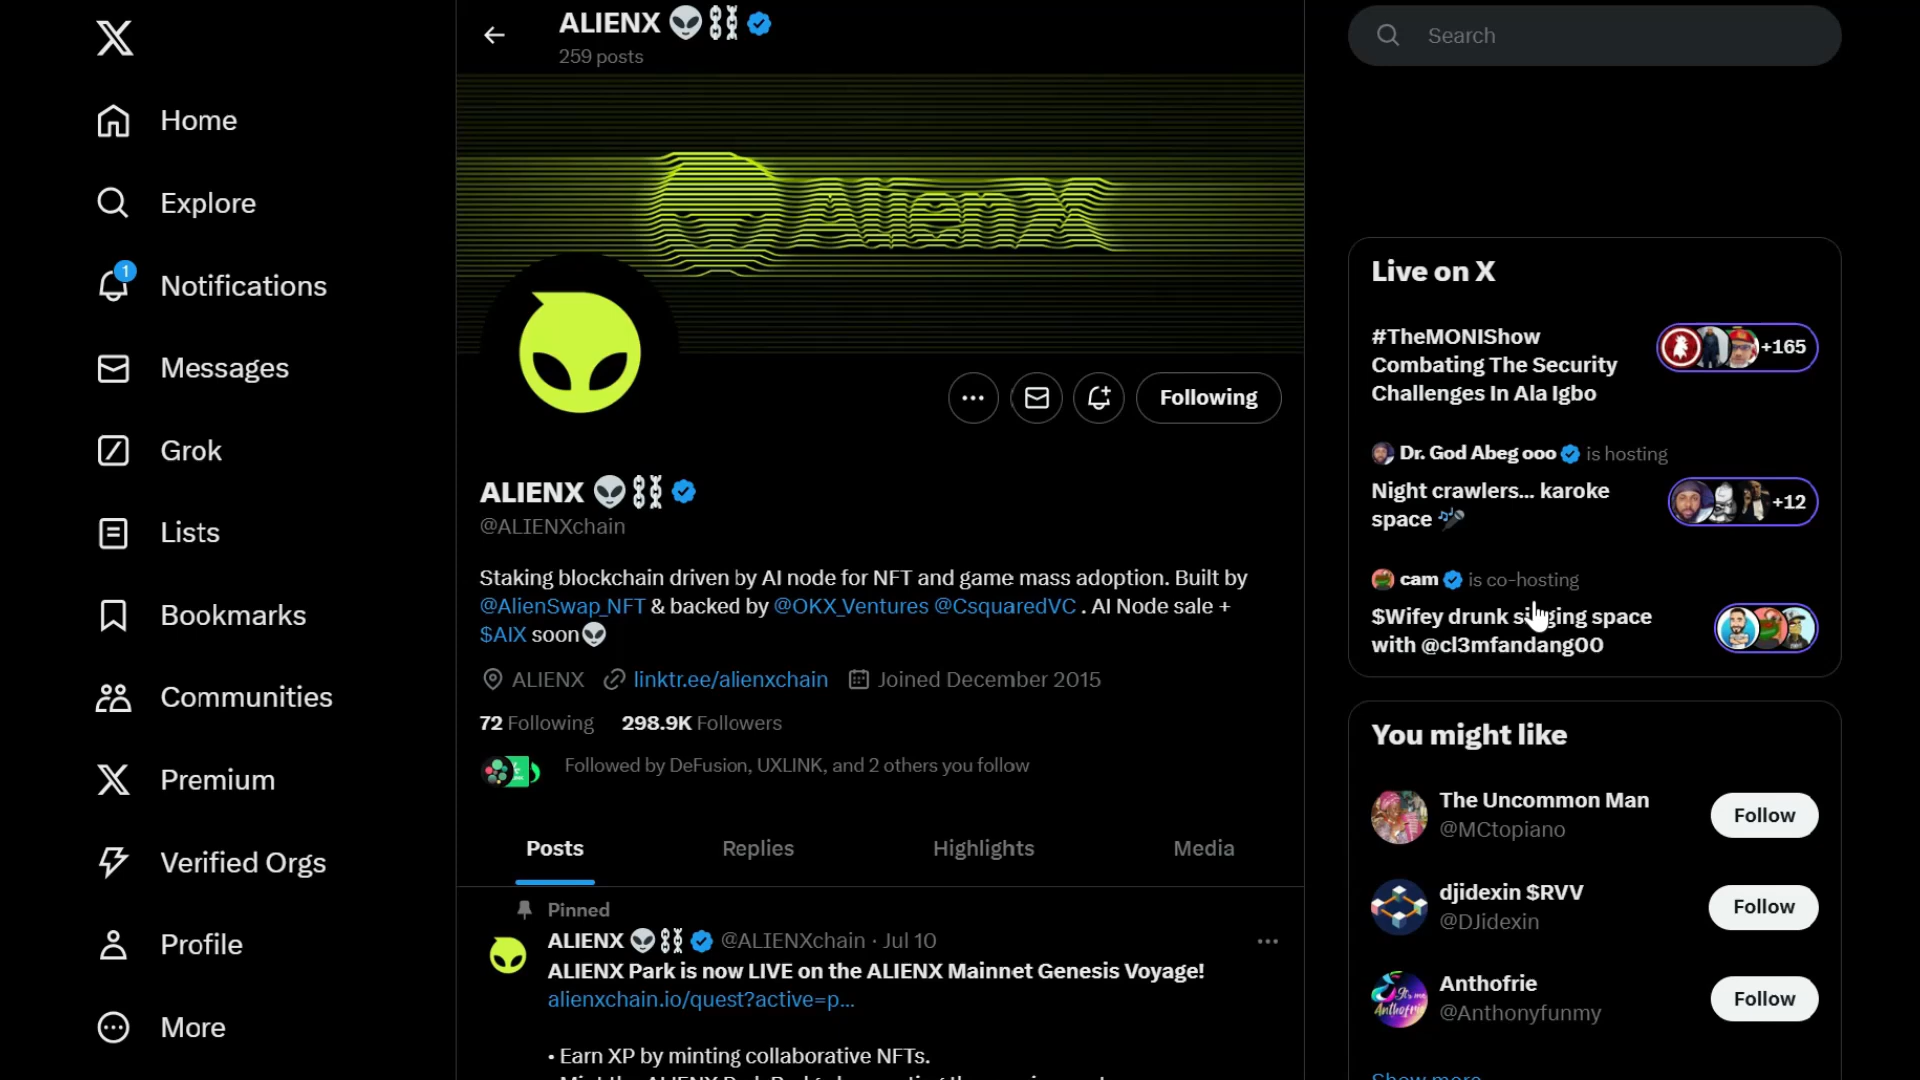 Home
Explore
1
Notifications
Messages
Grok
Lists
Bookmarks
Communities
Premium
Verified Orgs
Profile
More
ALIENX 👽⛓️
259 posts
AlienX
Following
ALIENX 👽⛓️
@ALIENXchain
Staking blockchain driven by AI node for NFT and game mass adoption. Built by
@AlienSwap_NFT & backed by @OKX_Ventures @CsquaredVC . AI Node sale +
$AIX soon👽
ALIENX linktr.ee/alienxchain Joined December 2015
72 Following 298.9K Followers
Followed by DeFusion, UXLINK, and 2 others you follow
Posts Replies Highlights Media
Pinned
ALIENX 👽⛓️ @ALIENXchain · Jul 10
ALIENX Park is now LIVE on the ALIENX Mainnet Genesis Voyage!
alienxchain.io/quest?active=p...
• Earn XP by minting collaborative NFTs.
Search
Live on X
#TheMONIShow
Combating The Security
Challenges In Ala Igbo
+165
Dr. God Abeg ooo is hosting
Night crawlers... karoke
space 🎤
+12
cam is co-hosting
$Wifey drunk singing space
with @cl3mfandang00
You might like
The Uncommon Man
@MCtopiano
Follow
djidexin $RVV
@DJidexin
Follow
Anthofrie
@Anthonyfunmy
Follow
Show more